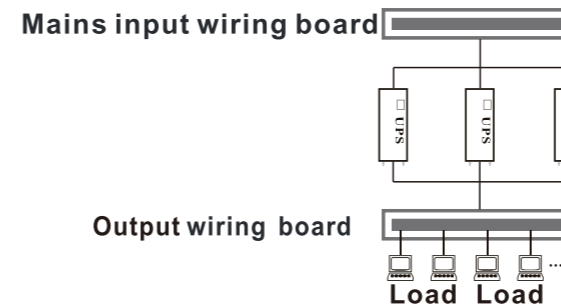 Mains input wiring board
UPS UPS
Output wiring board
...
Load Load